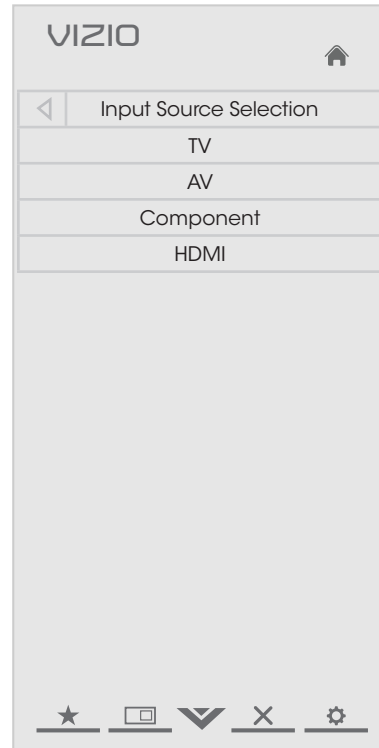 VIZIO
Input Source Selection
TV
AV
Component
HDMI